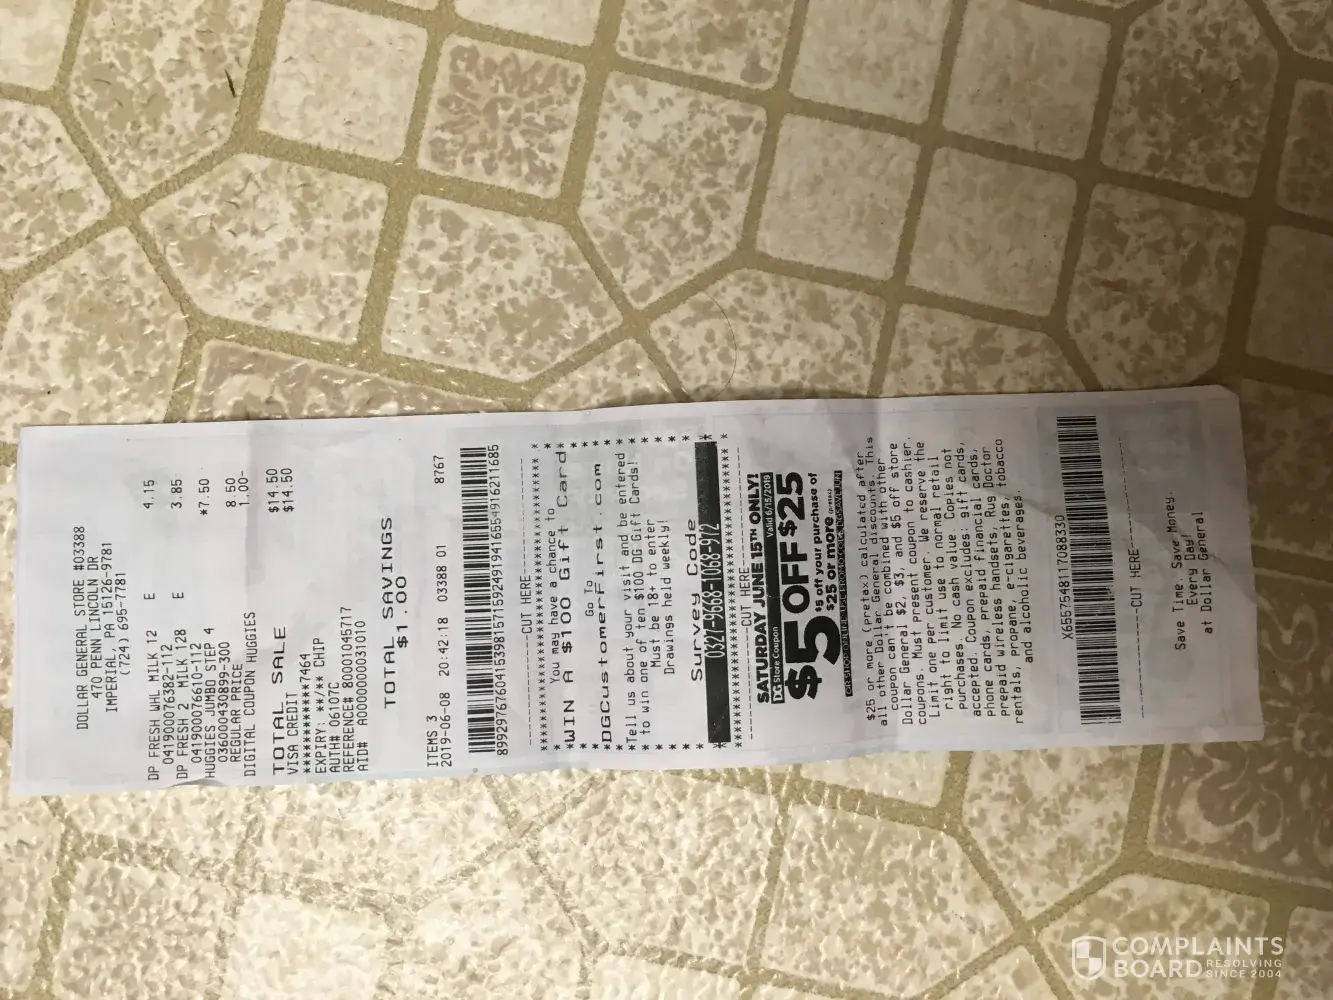 DOLLAR GENERAL STORE #03388
470 PENN LINCOLN DR
IMPERIAL, PA 15126-9781
(724) 695-7781
DP FRESH WHL MILK 12 E 4.15
041900076382-112
DP FRESH 2 MILK 128 E 3.85
041900076610-112
HUGGIES JUMBO STEP 4 *7.50
036000430899-300
REGULAR PRICE 8.50
DIGITAL COUPON HUGGIES 1.00-
TOTAL SALE $14.50
VISA CREDIT $14.50
************7464
EXPIRY: **/** CHIP
AUTH# 06107C
REFERENCE# 80001045717
AID# A0000000031010
TOTAL SAVINGS
$1.00
ITEMS 3
2019-06-08 20:42:18 03388 01 8767
899297676041539815715924919416554916211685
CUT HERE
You may have a chance to
*WIN A $100 Gift Card*
Go To
*DGCustomerFirst.com
*Tell us about your visit and be entered
* to win one of ten $100 DG Gift Cards!
Must be 18+ to enter
Drawings held weekly!
Survey Code
0327-9668-1068-972
CUT HERE
SATURDAY JUNE 15TH ONLY!
DG Store Coupon Valid 6/15/2019
$5 OFF $25
$5 off your purchase of
$25 or more (pretax)
$25 or more (pretax) calculated after
all other Dollar General discounts. This
coupon can't be combined with other
Dollar General $2, $3, and $5 off store
coupons. Must present coupon to cashier.
Limit one per customer. We reserve the
right to limit use to normal retail
purchases. No cash value. Copies not
accepted. Coupon excludes: gift cards,
Phone cards, prepaid financial cards,
Prepaid wireless handsets, Rug Doctor
rentals, propane, e-cigarettes, tobacco
and alcoholic beverages.
X6557548117088330
CUT HERE
Save Time. Save Money.
Every Day!
at Dollar General
COMPLAINTS
BOARD RESOLVING
SINCE 2004